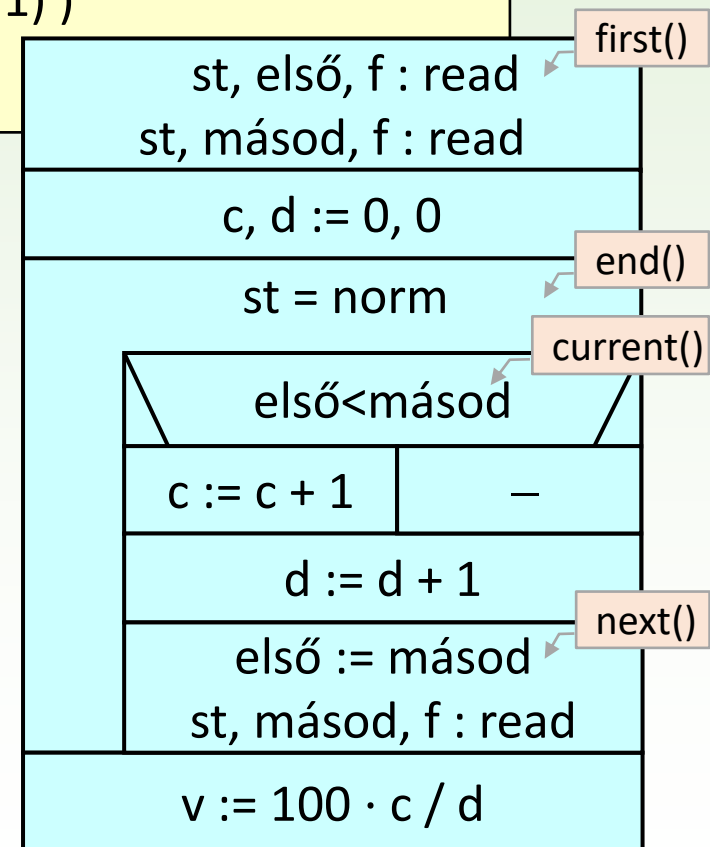 1) )
first()
st, első, f : read
st, másod, f : read
c, d := 0, 0
end()
st = norm
current()
első<másod
c := c + 1
–
d := d + 1
next()
első := másod
st, másod, f : read
v := 100 · c / d